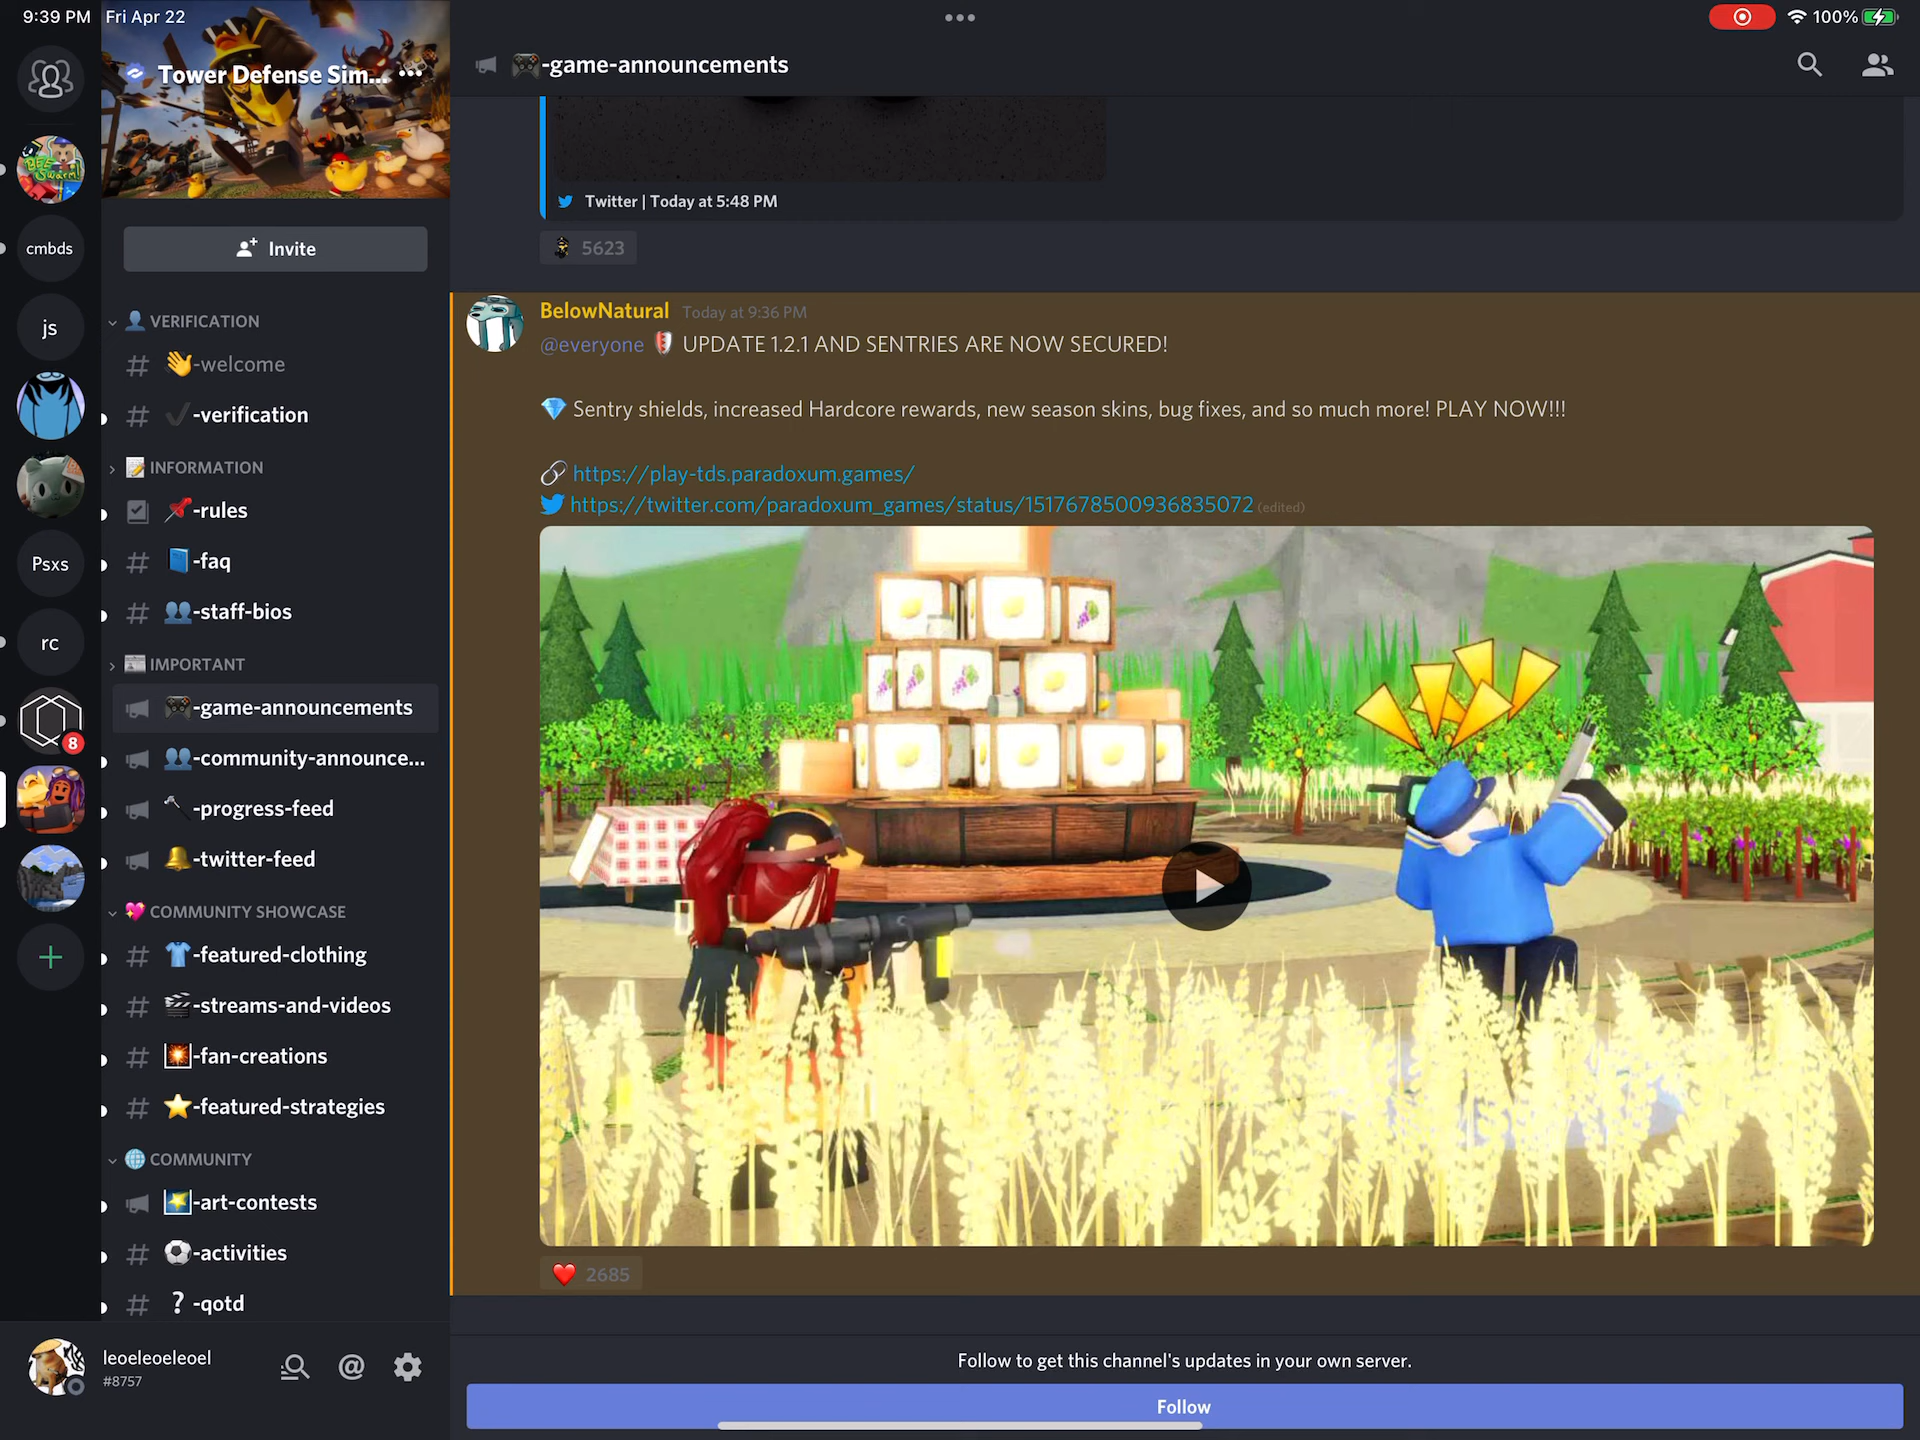 9:39 PM Fri Apr 22
100%
Tower Defense Sim...
-game-announcements
Twitter | Today at 5:48 PM
5623
Invite
BEE Swarm!
cmbds
js
Psxs
rc
8
VERIFICATION
-welcome
-verification
INFORMATION
-rules
-faq
-staff-bios
IMPORTANT
-game-announcements
-community-announce...
-progress-feed
-twitter-feed
COMMUNITY SHOWCASE
-featured-clothing
-streams-and-videos
-fan-creations
-featured-strategies
COMMUNITY
-art-contests
-activities
? -qotd
leoeleoeleoel
#8757
BelowNatural Today at 9:36 PM
@everyone UPDATE 1.2.1 AND SENTRIES ARE NOW SECURED!
Sentry shields, increased Hardcore rewards, new season skins, bug fixes, and so much more! PLAY NOW!!!
https://play-tds.paradoxum.games/
https://twitter.com/paradoxum_games/status/1517678500936835072 (edited)
2685
Follow to get this channel's updates in your own server.
Follow